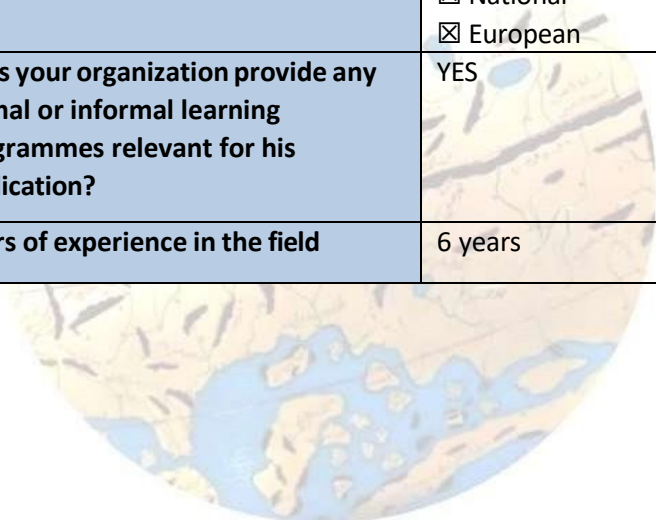 ☒ National
☒ European
s your organization provide any
nal or informal learning
grammes relevant for his
lication?
YES
rs of experience in the field
6 years